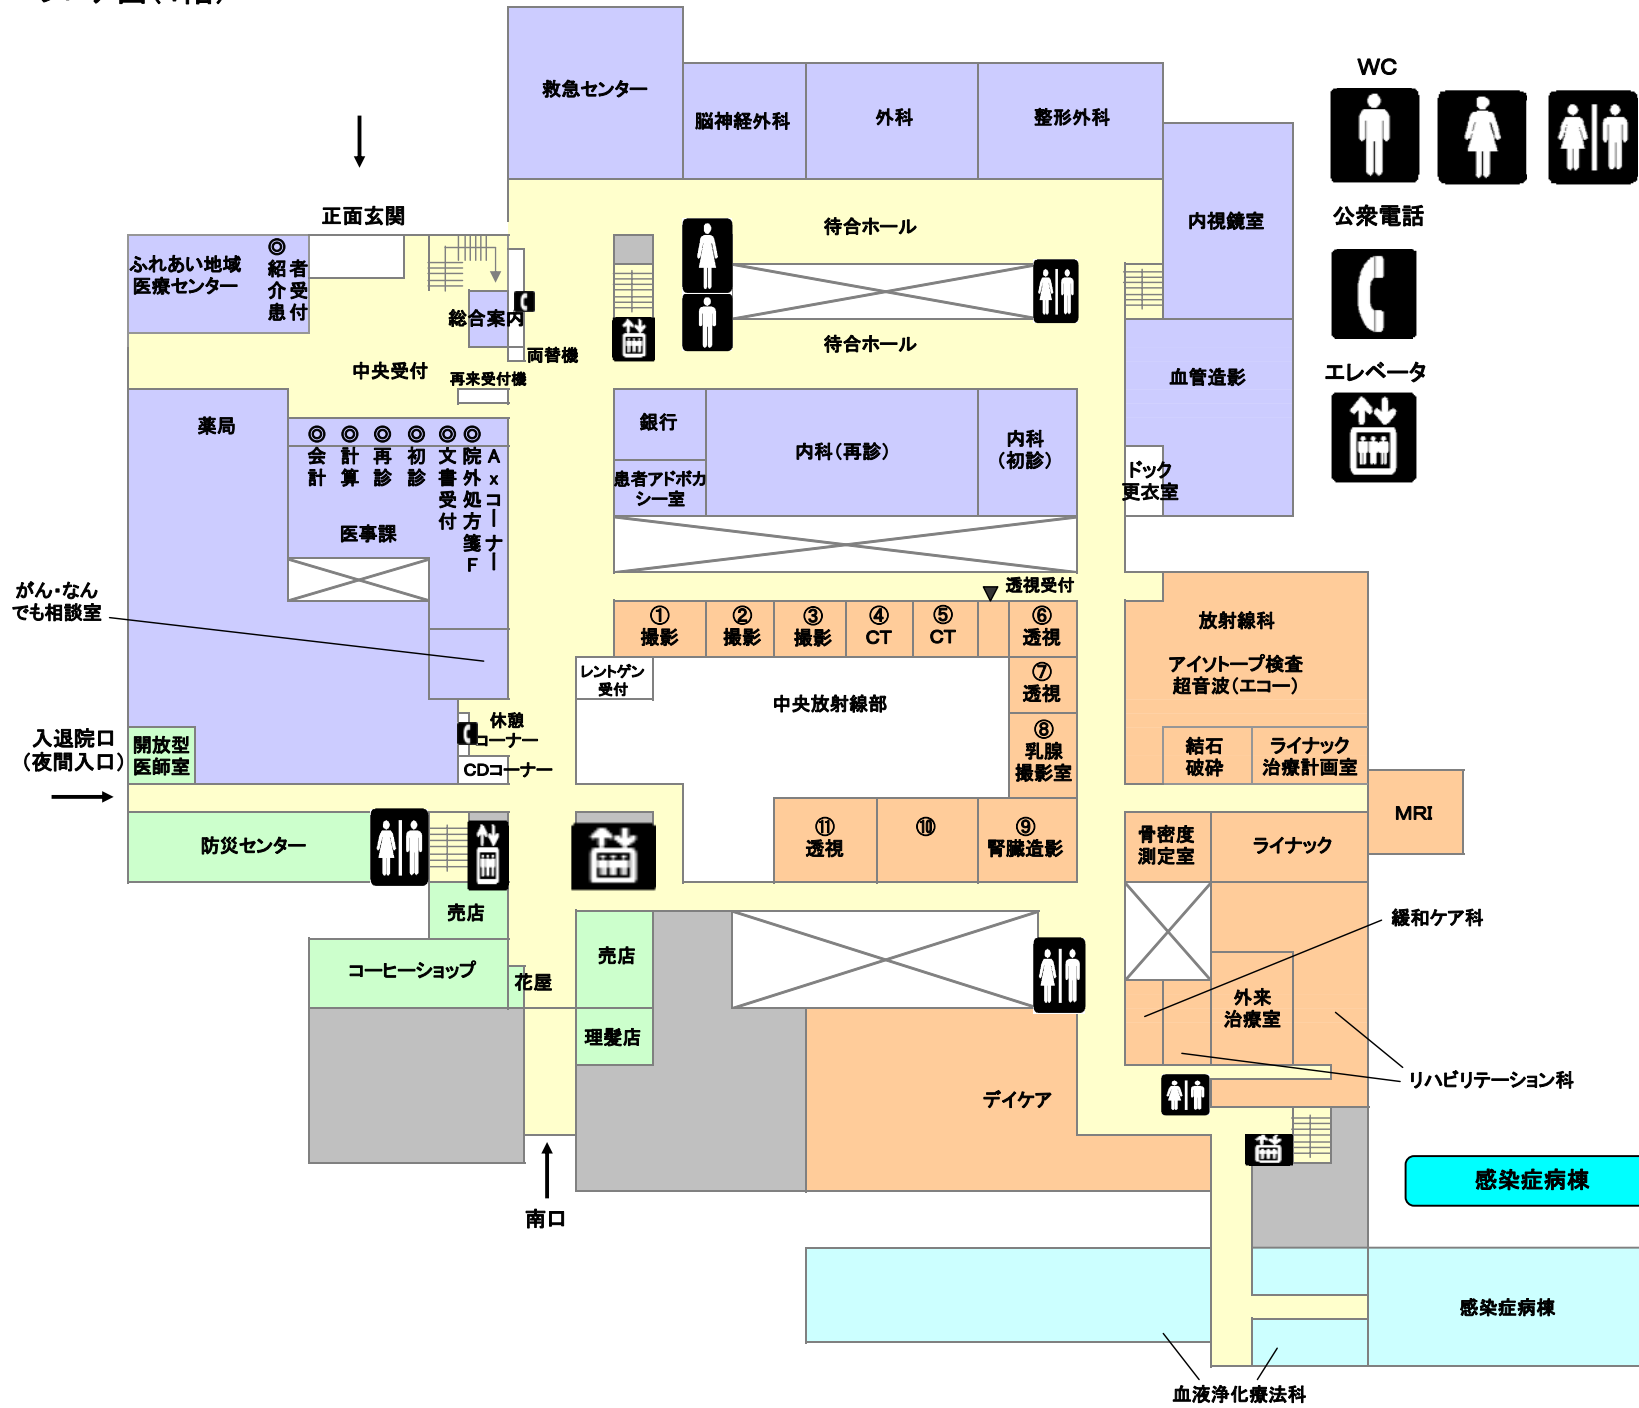 WC
公衆電話
エレベータ
救急センター
脳神経外科
外科
整形外科
内視鏡室
正面玄関
待合ホール
ふれあい地域
医療センター
◎
紹介患
者受付
総合案内
両替機
待合ホール
中央受付
再来受付機
血管造影
薬局
◎
会計
◎
計算
◎
再診
◎
初診
◎
文書受付
◎
院外処方箋F
Axコーナー
医事課
銀行
患者アドボカ
シー室
内科(再診)
内科
(初診)
ドック
更衣室
がん・なん
でも相談室
透視受付
①
撮影
②
撮影
③
撮影
④
CT
⑤
CT
⑥
透視
放射線科
アイソトープ検査
超音波(エコー)
レントゲン
受付
中央放射線部
⑦
透視
⑧
乳腺
撮影室
休憩
コーナー
CDコーナー
入退院口
(夜間入口)
開放型
医師室
結石
破砕
ライナック
治療計画室
MRI
防災センター
⑪
透視
⑩
⑨
腎臓造影
骨密度
測定室
ライナック
売店
コーヒーショップ
花屋
売店
理髪店
緩和ケア科
外来
治療室
リハビリテーション科
デイケア
南口
感染症病棟
感染症病棟
血液浄化療法科